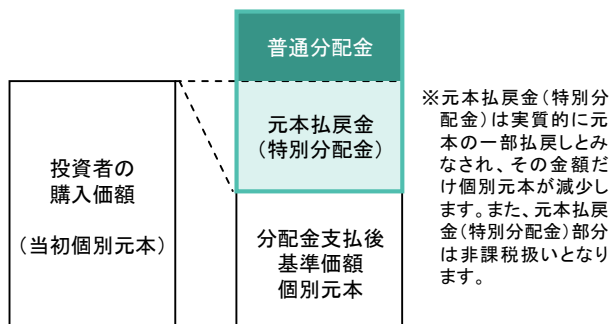 普通分配金
元本払戻金
(特別分配金)
投資者の
購入価額
(当初個別元本)
分配金支払後
基準価額
個別元本
※元本払戻金(特別分
配金)は実質的に元
本の一部払戻しとみ
なされ、その金額だ
け個別元本が減少し
ます。また、元本払戻
金(特別分配金)部分
は非課税扱いとなり
ます。